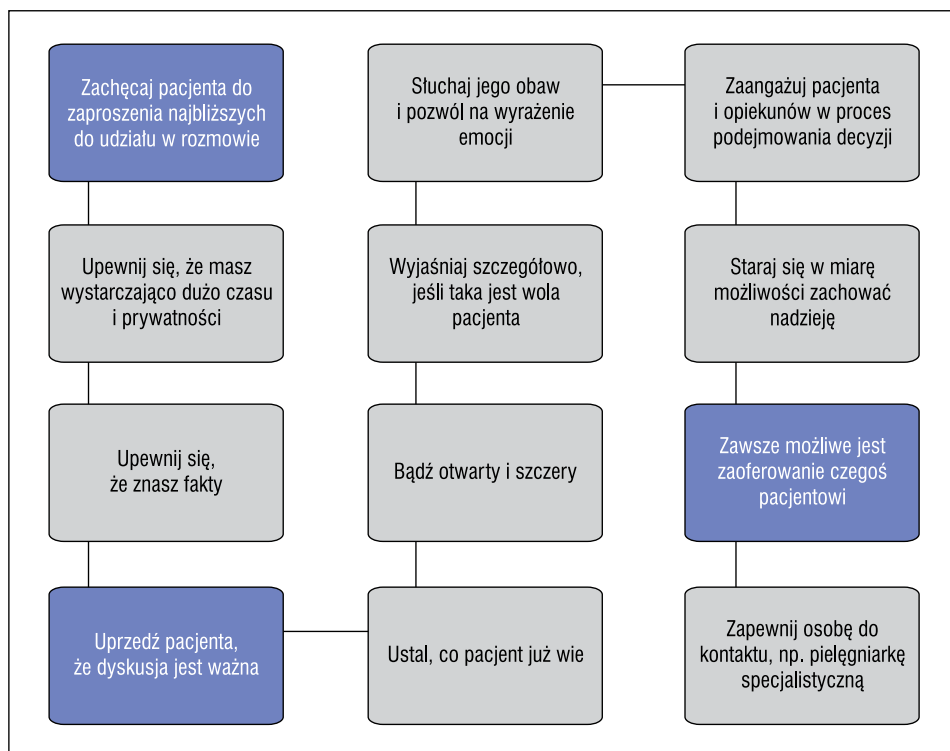 Zachęcaj pacjenta do
zaproszenia najbliższych
do udziału w rozmowie
Upewnij się, że masz
wystarczająco dużo czasu
i prywatności
Upewnij się,
że znasz fakty
Uprzedź pacjenta,
że dyskusja jest ważna
Ustal, co pacjent już wie
Bądź otwarty i szczery
Wyjaśniaj szczegółowo,
jeśli taka jest wola
pacjenta
Słuchaj jego obaw
i pozwól na wyrażenie
emocji
Zaangażuj pacjenta
i opiekunów w proces
podejmowania decyzji
Staraj się w miarę
możliwości zachować
nadzieję
Zawsze możliwe jest
zaoferowanie czegoś
pacjentowi
Zapewnij osobę do
kontaktu, np. pielęgniarkę
specjalistyczną